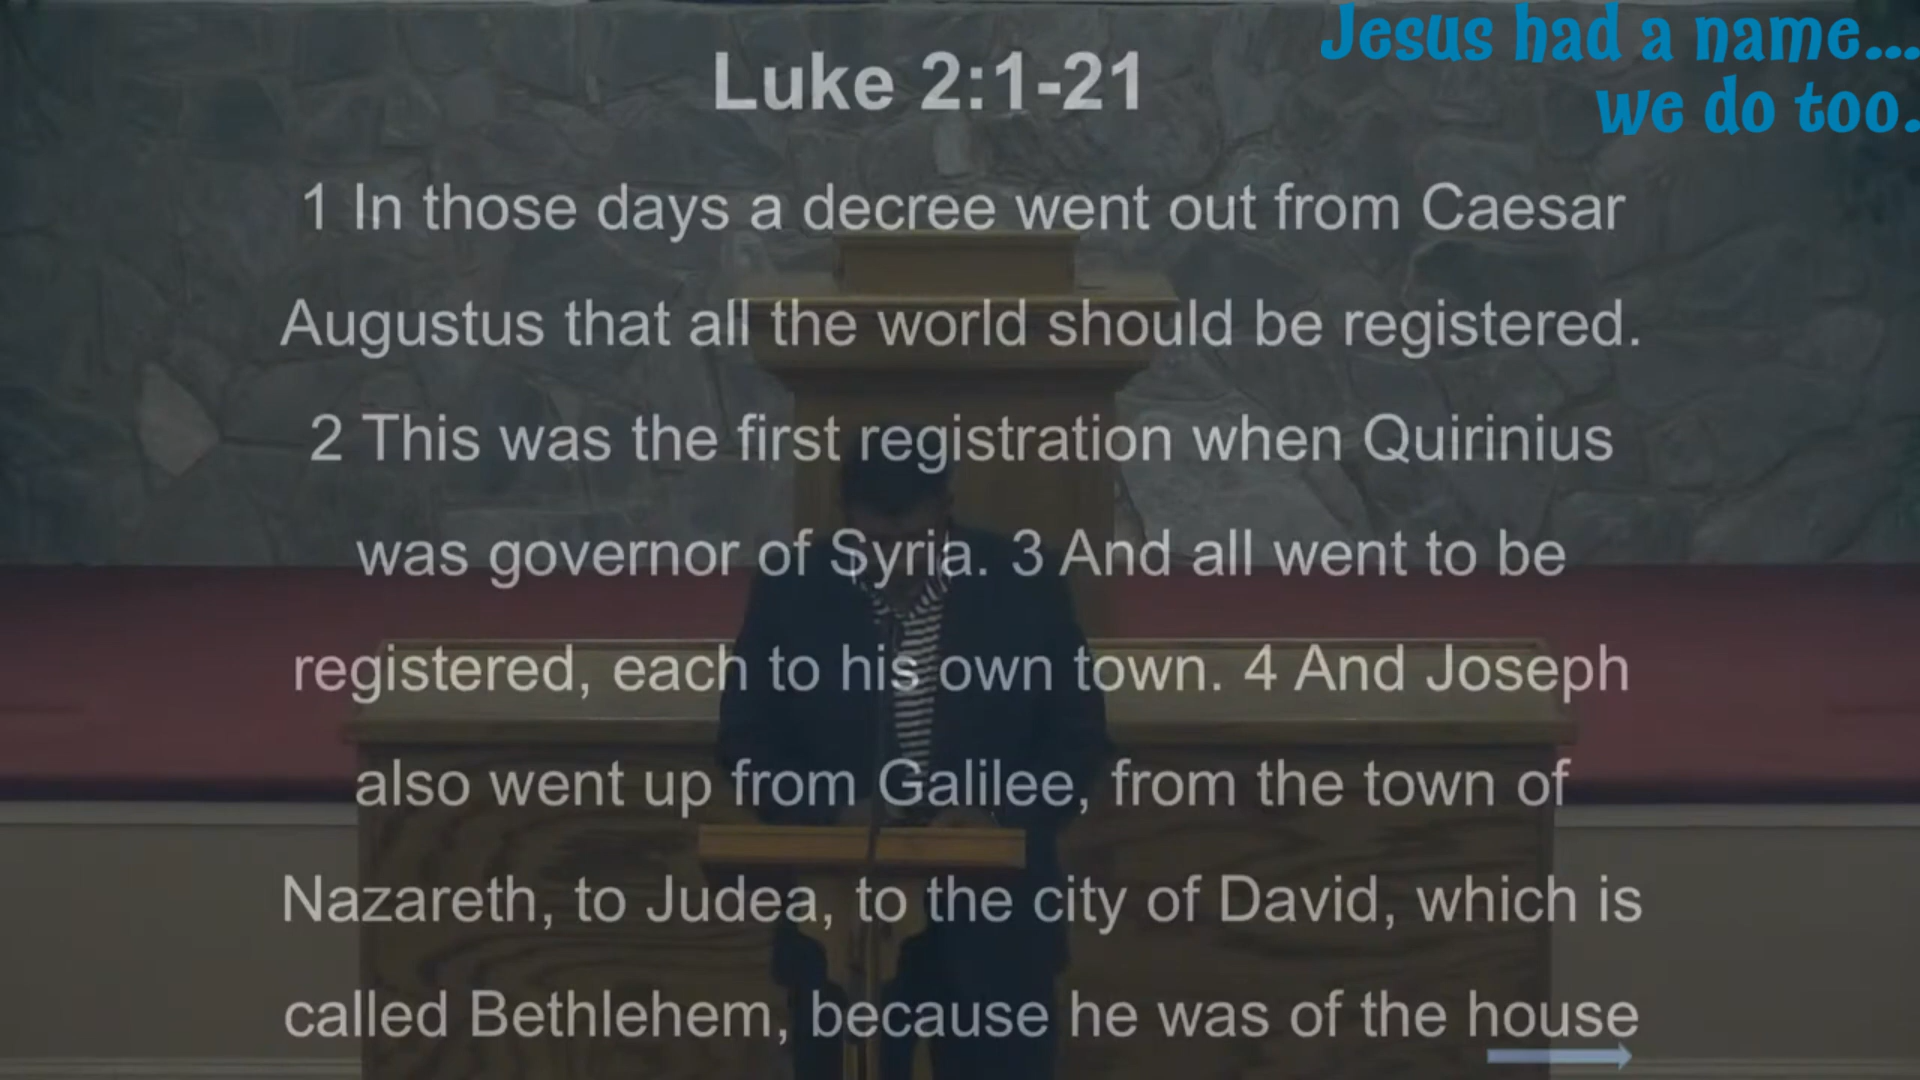 Jesus had a name...
we do too.
Luke 2:1-21
1 In those days a decree went out from Caesar
Augustus that all the world should be registered.
2 This was the first registration when Quirinius
was governor of Syria. 3 And all went to be
registered, each to his own town. 4 And Joseph
also went up from Galilee, from the town of
Nazareth, to Judea, to the city of David, which is
called Bethlehem, because he was of the house